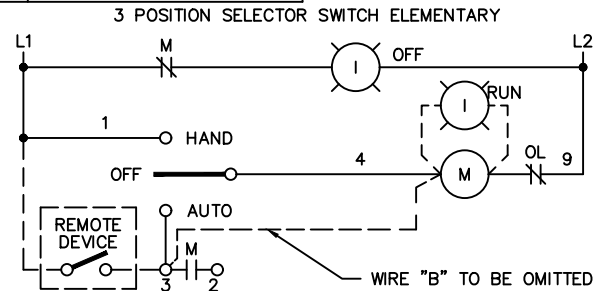 3 POSITION SELECTOR SWITCH ELEMENTARY
L1
L2
M
I
OFF
I
RUN
1
HAND
OFF
4
M
OL
9
AUTO
REMOTE
DEVICE
M
3
2
WIRE "B" TO BE OMITTED